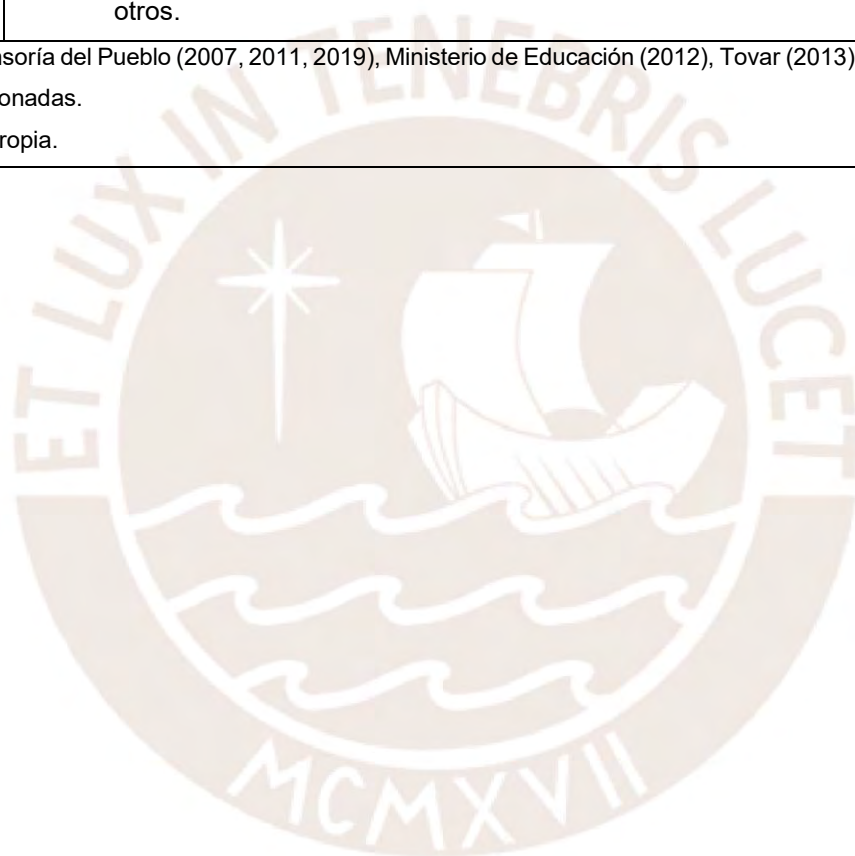 otros.
soría del Pueblo (2007, 2011, 2019), Ministerio de Educación (2012), Tovar (2013)
onadas.
ropia.
ET LUX IN TENEBRIS LUCET
MCMXVII